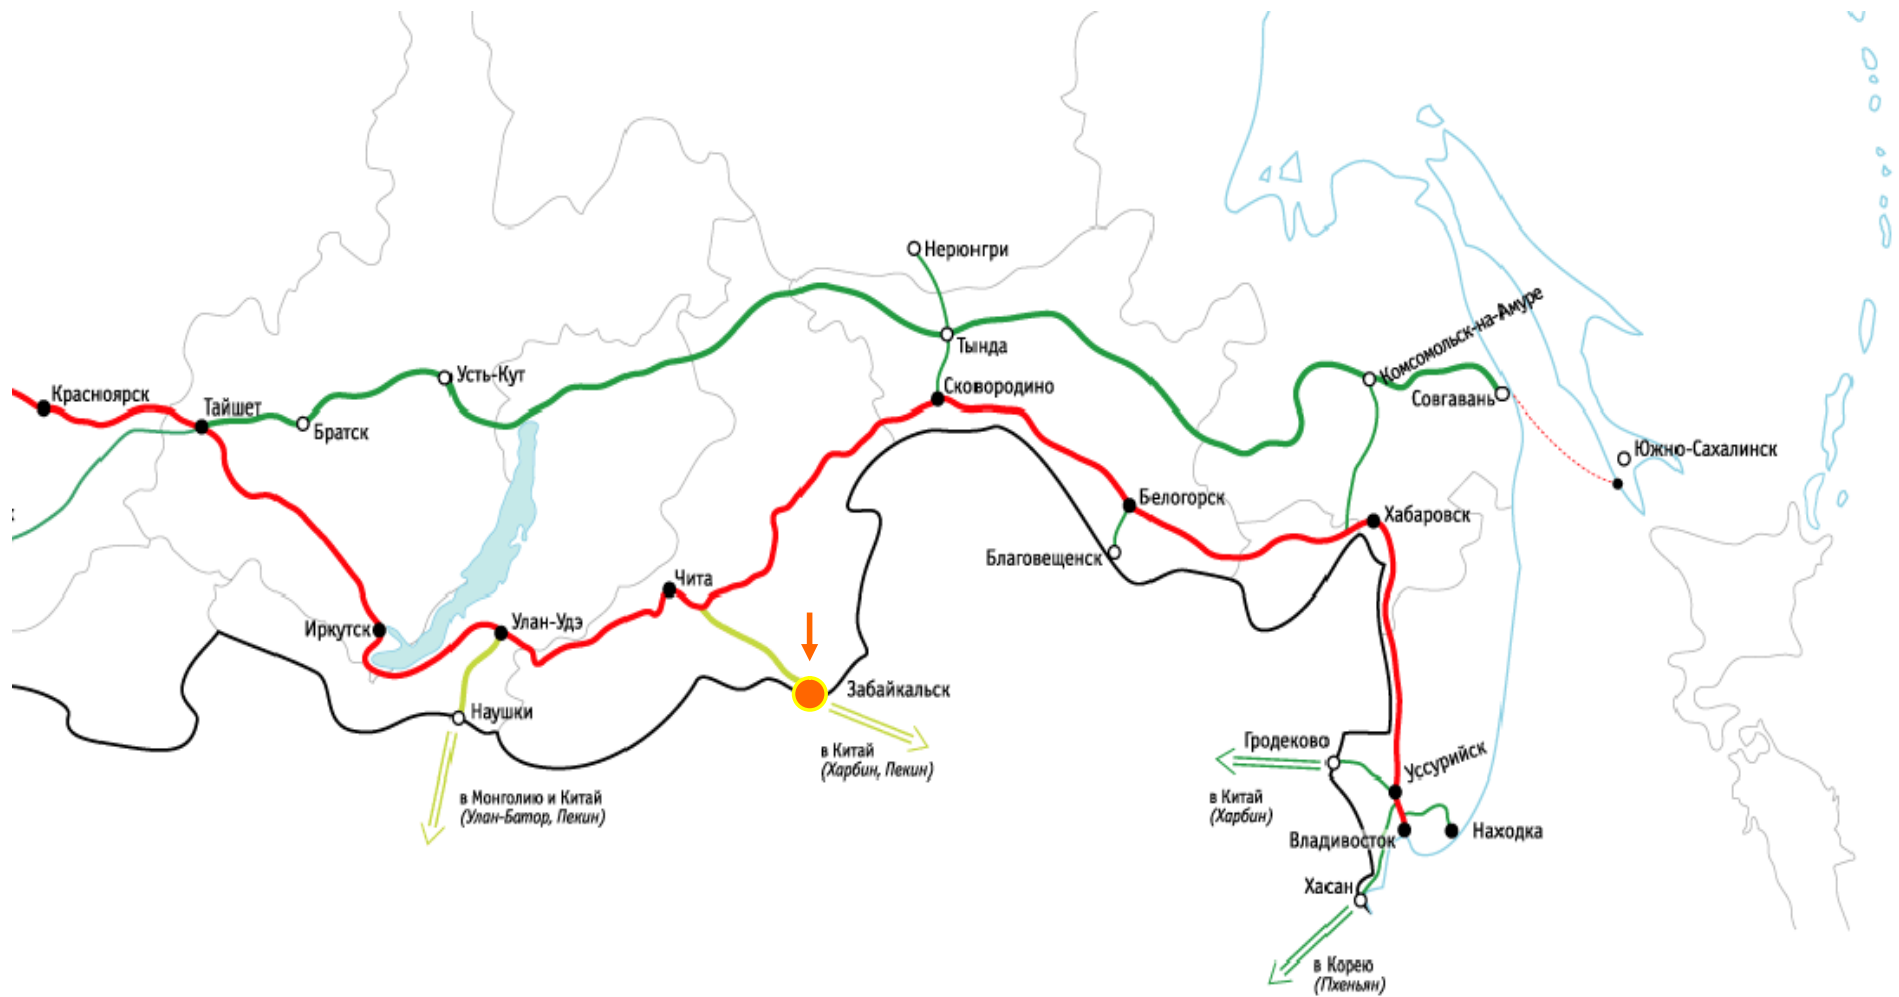 Нерюнгри
Комсомольск-на-Амуре
Тында
Усть-Кут
Сковородино
Красноярск
Совгавань
Тайшет
Братск
Южно-Сахалинск
Белогорск
Хабаровск
Благовещенск
Чита
Иркутск
Улан-Удэ
Забайкальск
Наушки
Гродеково
в Китай
(Харбин, Пекин)
Уссурийск
в Монголию и Китай
(Улан-Батор, Пекин)
в Китай
(Харбин)
Владивосток
Находка
Хасан
в Корею
(Пхеньян)